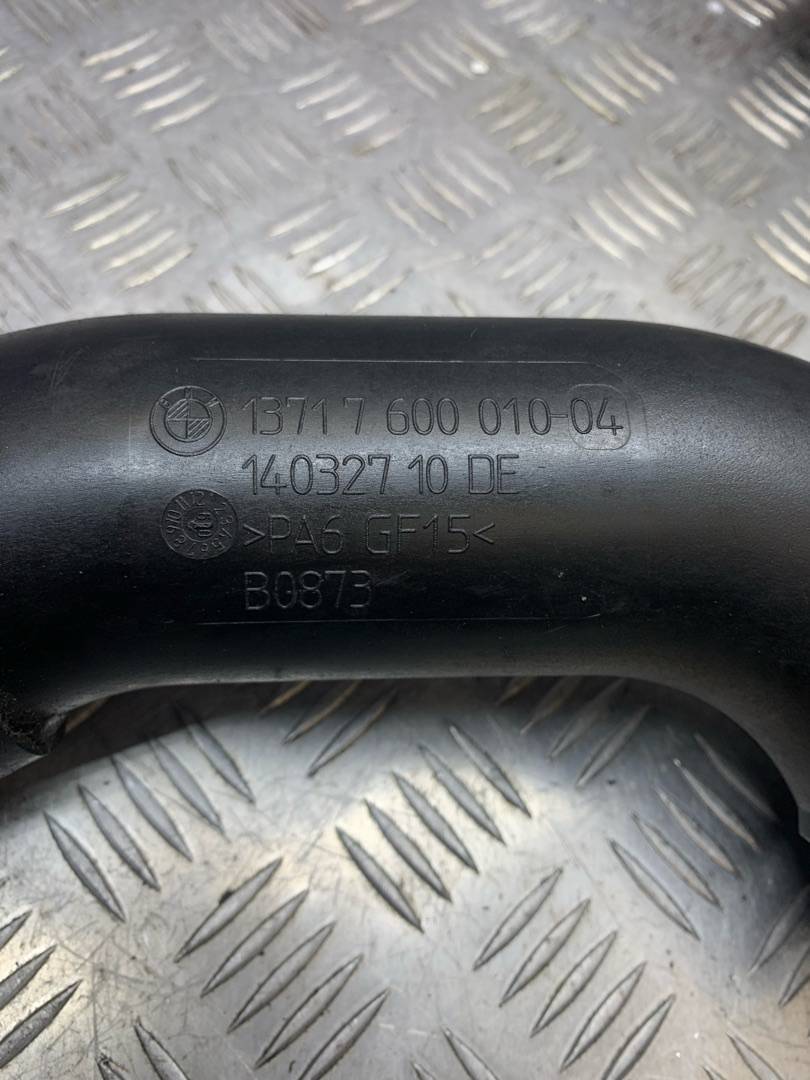 13717 600 010-04
140327 10 DE
>PA6 GF15<
B0873